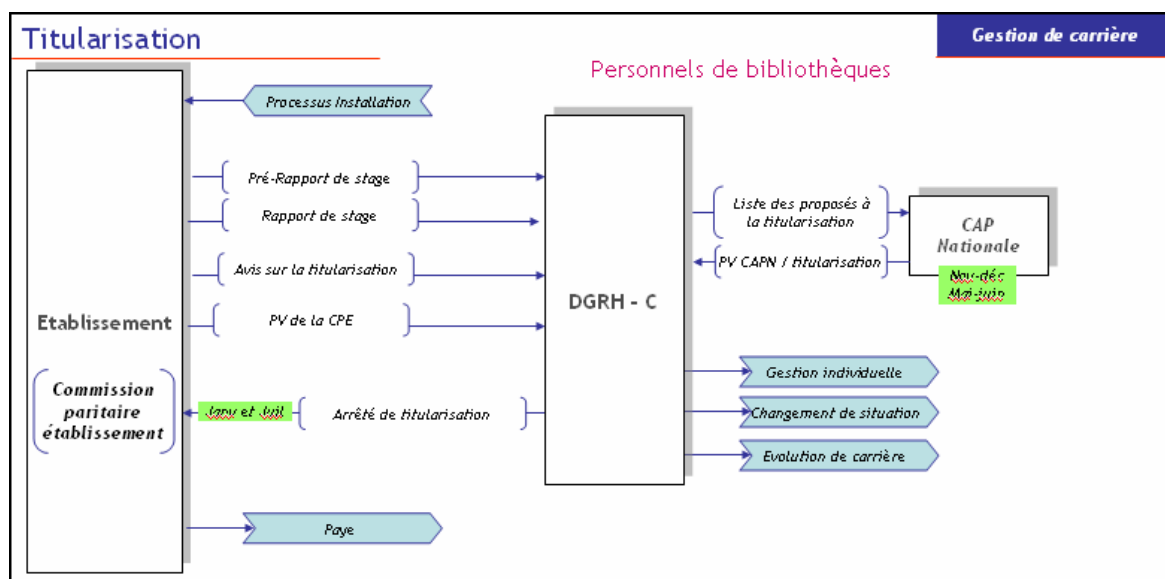 Titularisation
Gestion de carrière
Personnels de bibliothèques
Processus Installation
Pré-Rapport de stage
Rapport de stage
Avis sur la titularisation
PV de la CPE
Etablissement
Commission
paritaire
établissement
Janv et Juil
Arrêté de titularisation
Paye
DGRH - C
Liste des proposés à
la titularisation
PV CAPN / titularisation
CAP
Nationale
Nov-déc
Mai-juin
Gestion individuelle
Changement de situation
Evolution de carrière